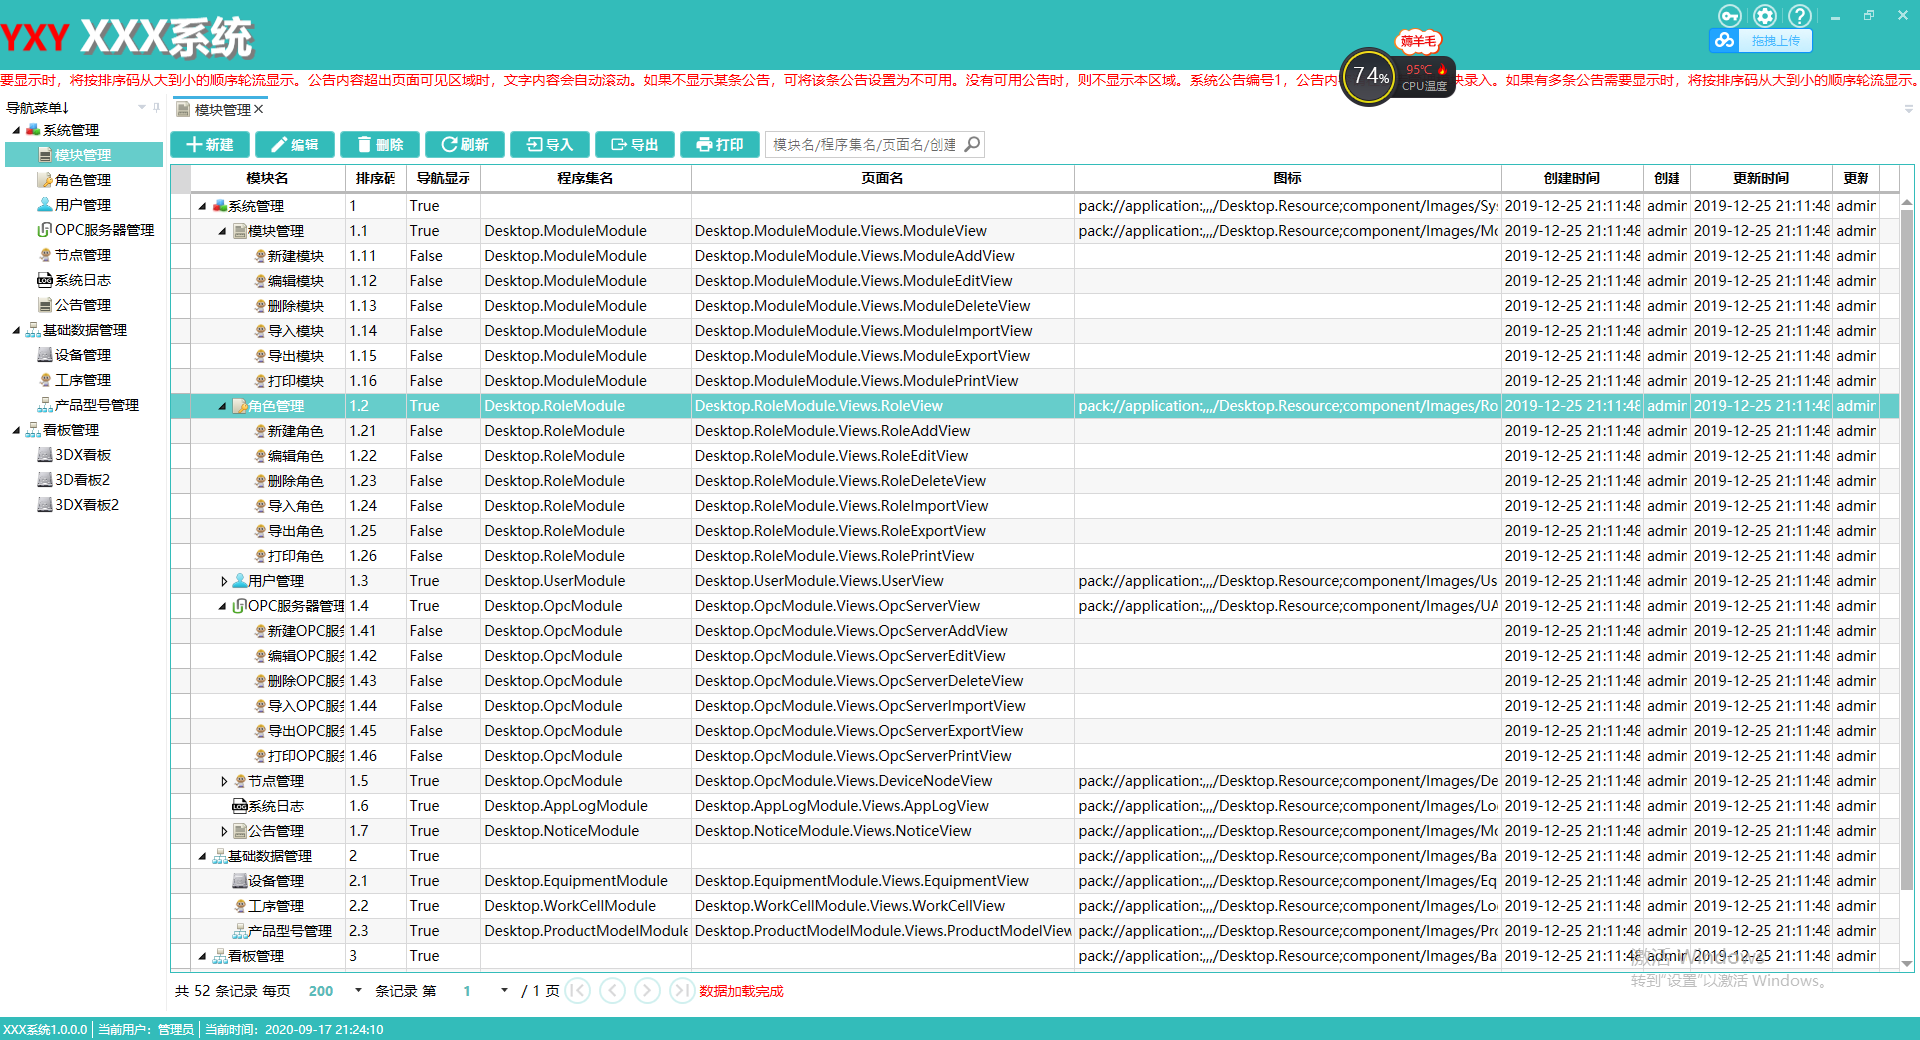 YXY XXX系统
拖拽上传
薅羊毛
74%
95℃
CPU温度
要显示时，将按排序码从大到小的顺序轮流显示。公告内容超出页面可见区域时，文字内容会自动滚动。如果不显示某条公告，可将该条公告设置为不可用。没有可用公告时，则不显示本区域。系统公告编号1，公告内 块录入。如果有多条公告需要显示时，将按排序码从大到小的顺序轮流显示。
导航菜单
系统管理
模块管理
角色管理
用户管理
OPC服务器管理
节点管理
系统日志
公告管理
基础数据管理
设备管理
工序管理
产品型号管理
看板管理
3DX看板
3D看板2
3DX看板2
模块管理
新建 编辑 删除 刷新 导入 导出 打印 模块名/程序集名/页面名/创建
模块名 排序码 导航显示 程序集名 页面名 图标 创建时间 创建 更新时间 更新
系统管理 1 True pack://application:,,,/Desktop.Resource;component/Images/Sy 2019-12-25 21:11:48 admin 2019-12-25 21:11:48 admin
模块管理 1.1 True Desktop.ModuleModule Desktop.ModuleModule.Views.ModuleView pack://application:,,,/Desktop.Resource;component/Images/Mo 2019-12-25 21:11:48 admin 2019-12-25 21:11:48 admin
新建模块 1.11 False Desktop.ModuleModule Desktop.ModuleModule.Views.ModuleAddView 2019-12-25 21:11:48 admin 2019-12-25 21:11:48 admin
编辑模块 1.12 False Desktop.ModuleModule Desktop.ModuleModule.Views.ModuleEditView 2019-12-25 21:11:48 admin 2019-12-25 21:11:48 admin
删除模块 1.13 False Desktop.ModuleModule Desktop.ModuleModule.Views.ModuleDeleteView 2019-12-25 21:11:48 admin 2019-12-25 21:11:48 admin
导入模块 1.14 False Desktop.ModuleModule Desktop.ModuleModule.Views.ModuleImportView 2019-12-25 21:11:48 admin 2019-12-25 21:11:48 admin
导出模块 1.15 False Desktop.ModuleModule Desktop.ModuleModule.Views.ModuleExportView 2019-12-25 21:11:48 admin 2019-12-25 21:11:48 admin
打印模块 1.16 False Desktop.ModuleModule Desktop.ModuleModule.Views.ModulePrintView 2019-12-25 21:11:48 admin 2019-12-25 21:11:48 admin
角色管理 1.2 True Desktop.RoleModule Desktop.RoleModule.Views.RoleView pack://application:,,,/Desktop.Resource;component/Images/Ro 2019-12-25 21:11:48 admin 2019-12-25 21:11:48 admin
新建角色 1.21 False Desktop.RoleModule Desktop.RoleModule.Views.RoleAddView 2019-12-25 21:11:48 admin 2019-12-25 21:11:48 admin
编辑角色 1.22 False Desktop.RoleModule Desktop.RoleModule.Views.RoleEditView 2019-12-25 21:11:48 admin 2019-12-25 21:11:48 admin
删除角色 1.23 False Desktop.RoleModule Desktop.RoleModule.Views.RoleDeleteView 2019-12-25 21:11:48 admin 2019-12-25 21:11:48 admin
导入角色 1.24 False Desktop.RoleModule Desktop.RoleModule.Views.RoleImportView 2019-12-25 21:11:48 admin 2019-12-25 21:11:48 admin
导出角色 1.25 False Desktop.RoleModule Desktop.RoleModule.Views.RoleExportView 2019-12-25 21:11:48 admin 2019-12-25 21:11:48 admin
打印角色 1.26 False Desktop.RoleModule Desktop.RoleModule.Views.RolePrintView 2019-12-25 21:11:48 admin 2019-12-25 21:11:48 admin
用户管理 1.3 True Desktop.UserModule Desktop.UserModule.Views.UserView pack://application:,,,/Desktop.Resource;component/Images/Us 2019-12-25 21:11:48 admin 2019-12-25 21:11:48 admin
OPC服务器管理 1.4 True Desktop.OpcModule Desktop.OpcModule.Views.OpcServerView pack://application:,,,/Desktop.Resource;component/Images/UA 2019-12-25 21:11:48 admin 2019-12-25 21:11:48 admin
新建OPC服务 1.41 False Desktop.OpcModule Desktop.OpcModule.Views.OpcServerAddView 2019-12-25 21:11:48 admin 2019-12-25 21:11:48 admin
编辑OPC服务 1.42 False Desktop.OpcModule Desktop.OpcModule.Views.OpcServerEditView 2019-12-25 21:11:48 admin 2019-12-25 21:11:48 admin
删除OPC服务 1.43 False Desktop.OpcModule Desktop.OpcModule.Views.OpcServerDeleteView 2019-12-25 21:11:48 admin 2019-12-25 21:11:48 admin
导入OPC服务 1.44 False Desktop.OpcModule Desktop.OpcModule.Views.OpcServerImportView 2019-12-25 21:11:48 admin 2019-12-25 21:11:48 admin
导出OPC服务 1.45 False Desktop.OpcModule Desktop.OpcModule.Views.OpcServerExportView 2019-12-25 21:11:48 admin 2019-12-25 21:11:48 admin
打印OPC服务 1.46 False Desktop.OpcModule Desktop.OpcModule.Views.OpcServerPrintView 2019-12-25 21:11:48 admin 2019-12-25 21:11:48 admin
节点管理 1.5 True Desktop.OpcModule Desktop.OpcModule.Views.DeviceNodeView pack://application:,,,/Desktop.Resource;component/Images/De 2019-12-25 21:11:48 admin 2019-12-25 21:11:48 admin
系统日志 1.6 True Desktop.AppLogModule Desktop.AppLogModule.Views.AppLogView pack://application:,,,/Desktop.Resource;component/Images/Lo 2019-12-25 21:11:48 admin 2019-12-25 21:11:48 admin
公告管理 1.7 True Desktop.NoticeModule Desktop.NoticeModule.Views.NoticeView pack://application:,,,/Desktop.Resource;component/Images/Mo 2019-12-25 21:11:48 admin 2019-12-25 21:11:48 admin
基础数据管理 2 True pack://application:,,,/Desktop.Resource;component/Images/Ba 2019-12-25 21:11:48 admin 2019-12-25 21:11:48 admin
设备管理 2.1 True Desktop.EquipmentModule Desktop.EquipmentModule.Views.EquipmentView pack://application:,,,/Desktop.Resource;component/Images/Eq 2019-12-25 21:11:48 admin 2019-12-25 21:11:48 admin
工序管理 2.2 True Desktop.WorkCellModule Desktop.WorkCellModule.Views.WorkCellView pack://application:,,,/Desktop.Resource;component/Images/Lo 2019-12-25 21:11:48 admin 2019-12-25 21:11:48 admin
产品型号管理 2.3 True Desktop.ProductModelModule Desktop.ProductModelModule.Views.ProductModelView pack://application:,,,/Desktop.Resource;component/Images/Pro 2019-12-25 21:11:48 admin 2019-12-25 21:11:48 admin
看板管理 3 True pack://application:,,,/Desktop.Resource;component/Images/Ba 2019-12-25 21:11:48 admin 2019-12-25 21:11:48 admin
激活 Windows
转到"设置"以激活 Windows。
共 52 条记录 每页 200 条记录 第 1 / 1 页 数据加载完成
XXX系统1.0.0.0 当前用户：管理员 当前时间：2020-09-17 21:24:10